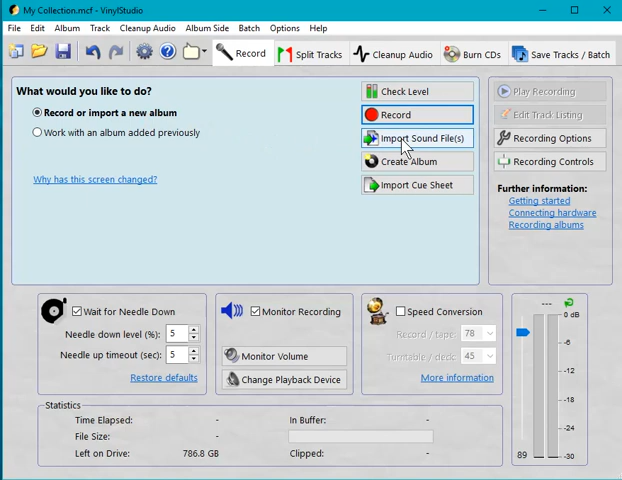 My Collection.mcf - VinylStudio
File Edit Album Track Cleanup Audio Album Side Batch Options Help
Record Split Tracks Cleanup Audio Burn CDs Save Tracks / Batch
What would you like to do?
Record or import a new album
Work with an album added previously
Why has this screen changed?
Check Level
Record
Import Sound File(s)
Create Album
Import Cue Sheet
Play Recording
Edit Track Listing
Recording Options
Recording Controls
Further information:
Getting started
Connecting hardware
Recording albums
Wait for Needle Down
Needle down level (%): 5
Needle up timeout (sec): 5
Restore defaults
Monitor Recording
Monitor Volume
Change Playback Device
Speed Conversion
Record / tape: 78
Turntable / deck: 45
More information
---
0 dB
-6
-12
-18
-24
-30
89
Statistics
Time Elapsed: - In Buffer: -
File Size: -
Left on Drive: 786.8 GB Clipped: -